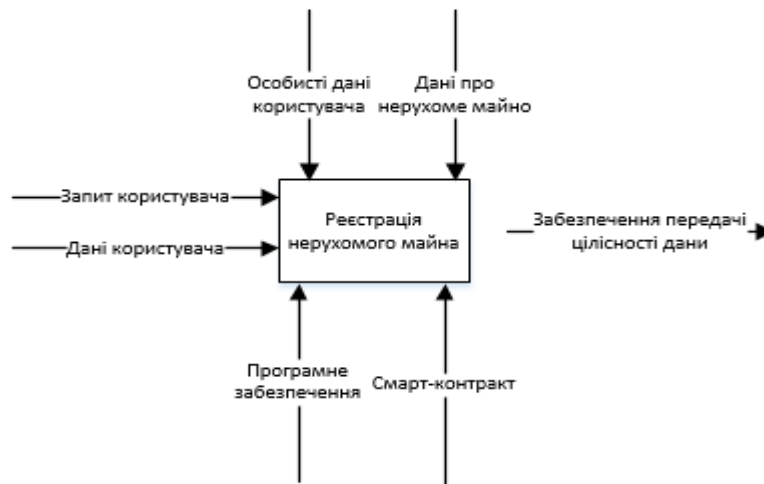 Особисті дані
користувача
Дані про
нерухоме майно
Запит користувача
Дані користувача
Реєстрація
нерухомого майна
Забезпечення передачі
цілісності дани
Програмне
забезпечення
Смарт-контракт